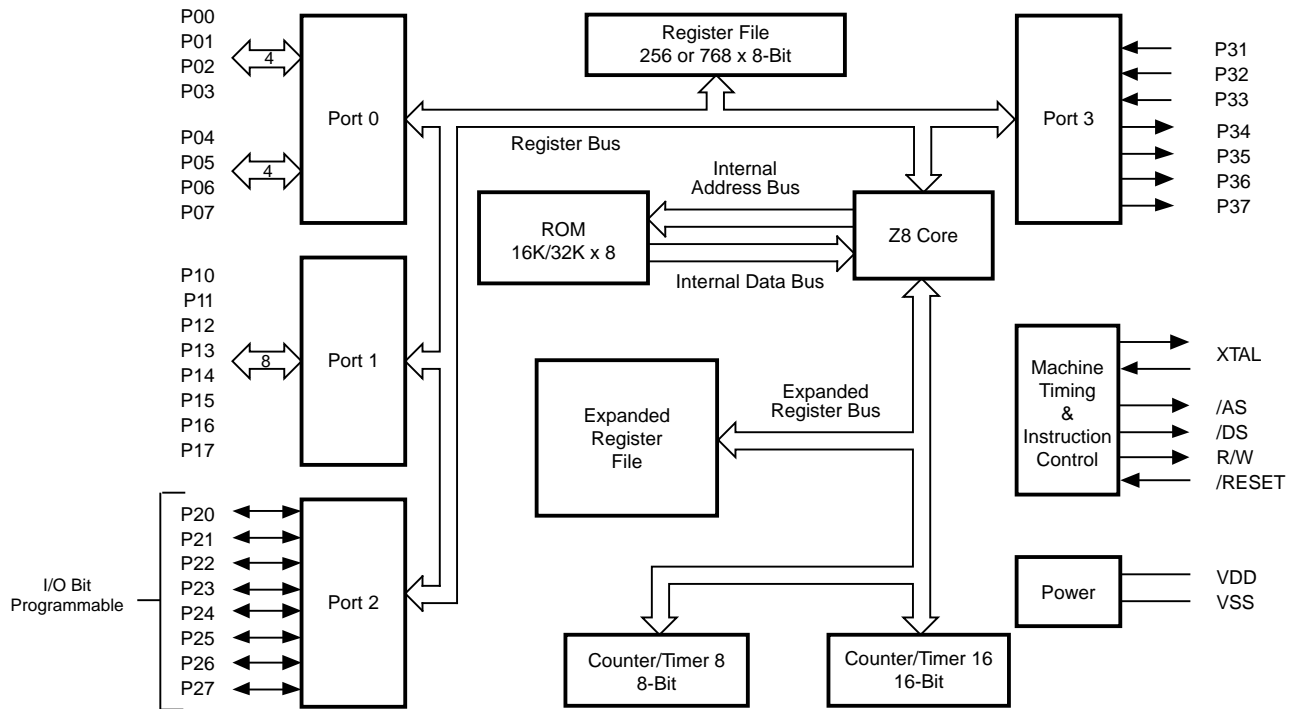 P00
P01
P02
P03
4
P04
P05
P06
P07
4
Port 0
Register File
256 or 768 x 8-Bit
Register Bus
Port 3
P31
P32
P33
P34
P35
P36
P37
Internal
Address Bus
ROM
16K/32K x 8
Z8 Core
Internal Data Bus
P10
P11
P12
P13
P14
P15
P16
P17
8
Port 1
Expanded
Register
File
Expanded
Register Bus
Machine
Timing
&
Instruction
Control
XTAL
/AS
/DS
R/W
/RESET
I/O Bit
Programmable
P20
P21
P22
P23
P24
P25
P26
P27
Port 2
Counter/Timer 8
8-Bit
Counter/Timer 16
16-Bit
Power
VDD
VSS